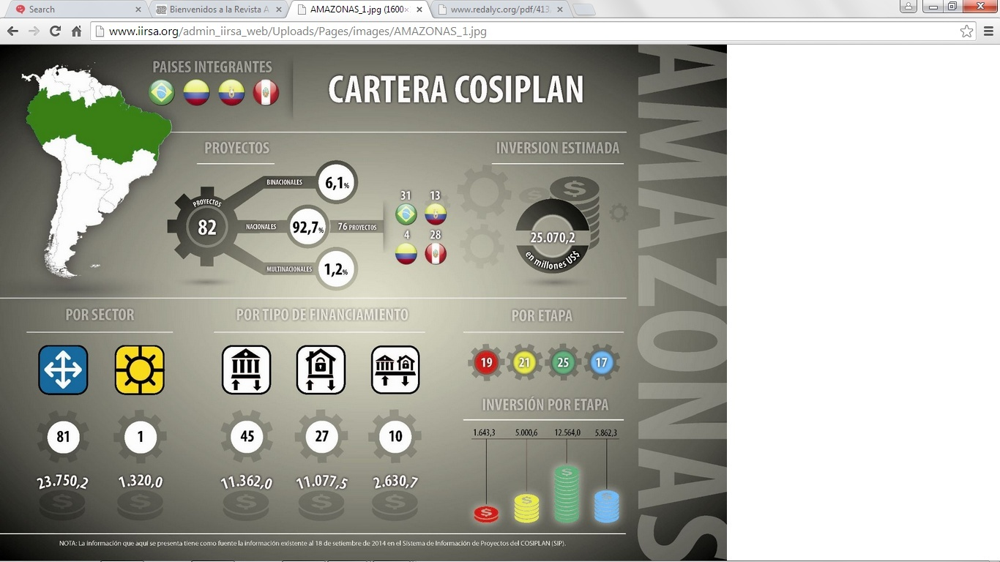 Search
Bienvenidos a la Revista A
AMAZONAS_1.jpg (1600×
www.redalyc.org/pdf/413
www.iirsa.org/admin_iirsa_web/Uploads/Pages/images/AMAZONAS_1.jpg
PAISES INTEGRANTES
CARTERA COSIPLAN
AMAZONAS
PROYECTOS
INVERSION ESTIMADA
BINACIONALES
6,1%
PROYECTOS
82
NACIONALES
92,7%
76 PROYECTOS
MULTINACIONALES
1,2%
31 13
4 28
25.070,2
en millones US$
POR SECTOR
POR TIPO DE FINANCIAMIENTO
POR ETAPA
19 21 25 17
INVERSIÓN POR ETAPA
1.643,3 5.000,6 12.564,0 5.862,3
81 1 45 27 10
23.750,2 1.320,0 11.362,0 11.077,5 2.630,7
NOTA: La información que aquí se presenta tiene como fuente la información existente al 18 de setiembre de 2014 en el Sistema de Información de Proyectos del COSIPLAN (SIP).